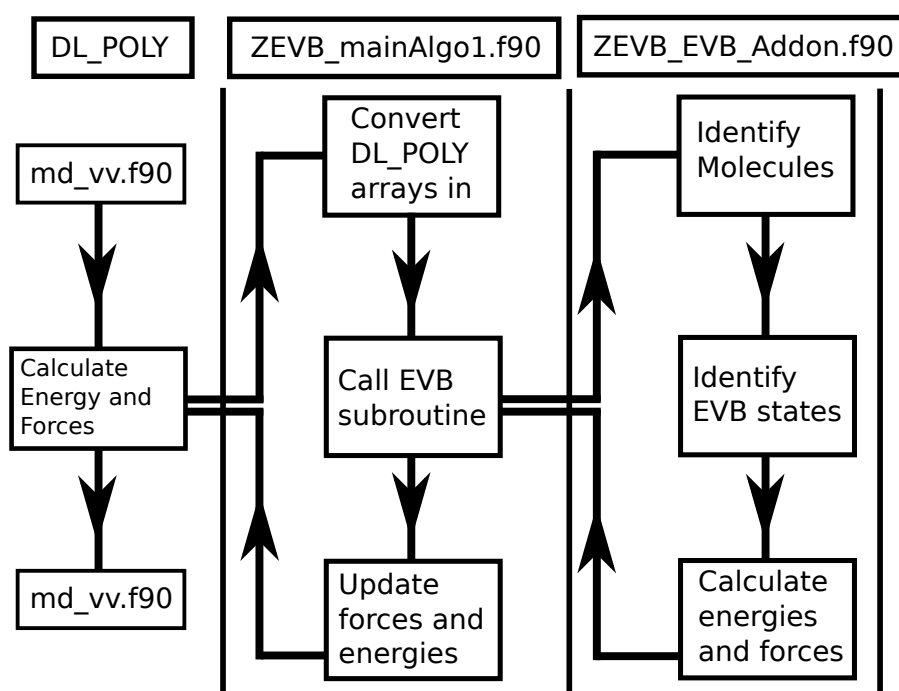 DL_POLY
ZEVB_mainAlgo1.f90
ZEVB_EVB_Addon.f90
md_vv.f90
Calculate
Energy and
Forces
md_vv.f90
Convert
DL_POLY
arrays in
Call EVB
subroutine
Update
forces and
energies
Identify
Molecules
Identify
EVB states
Calculate
energies
and forces